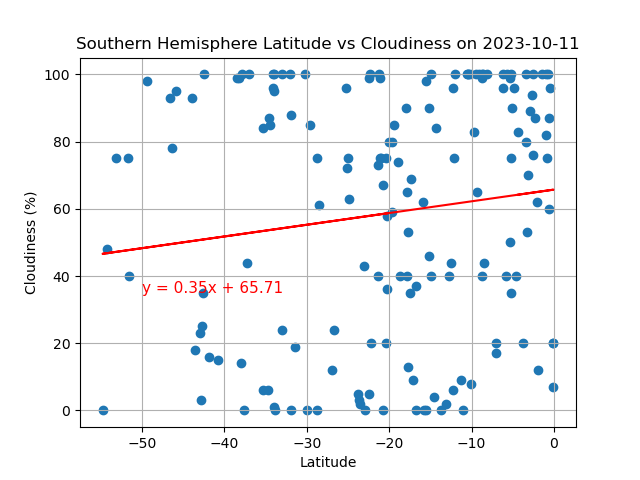 Southern Hemisphere Latitude vs Cloudiness on 2023-10-11
100
80
60
40
20
0
Cloudiness (%)
y = 0.35x + 65.71
−50 −40 −30 −20 −10 0
Latitude